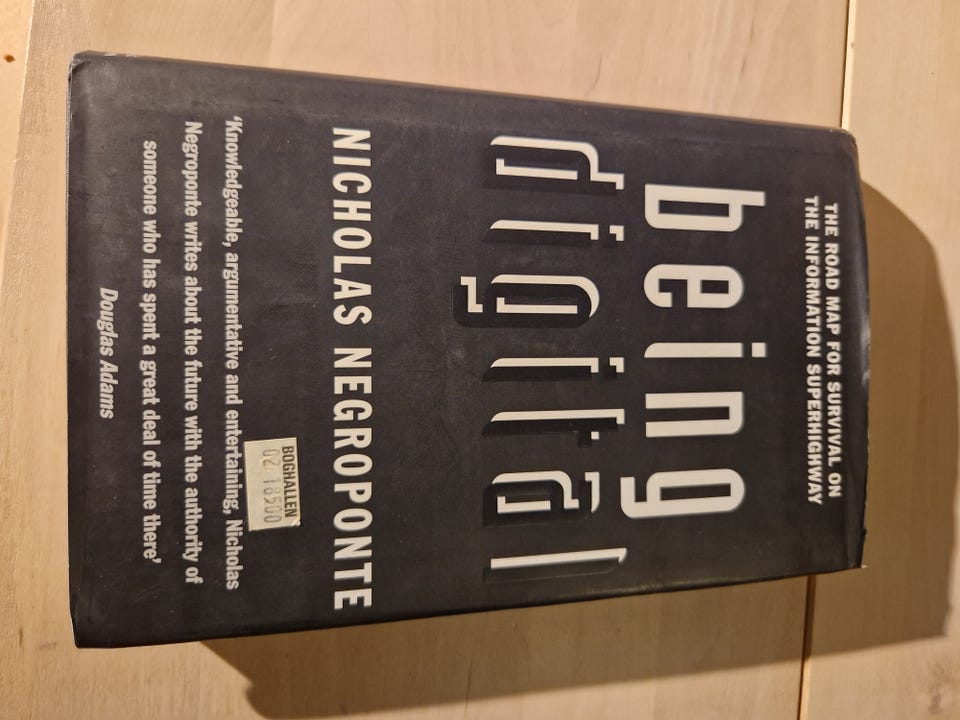 THE ROAD MAP FOR SURVIVAL ON
THE INFORMATION SUPERHIGHWAY
being
digital
NICHOLAS NEGROPONTE
BOGHALLEN
02 18500
'Knowledgeable, argumentative and entertaining, Nicholas
Negroponte writes about the future with the authority of
someone who has spent a great deal of time there'
Douglas Adams